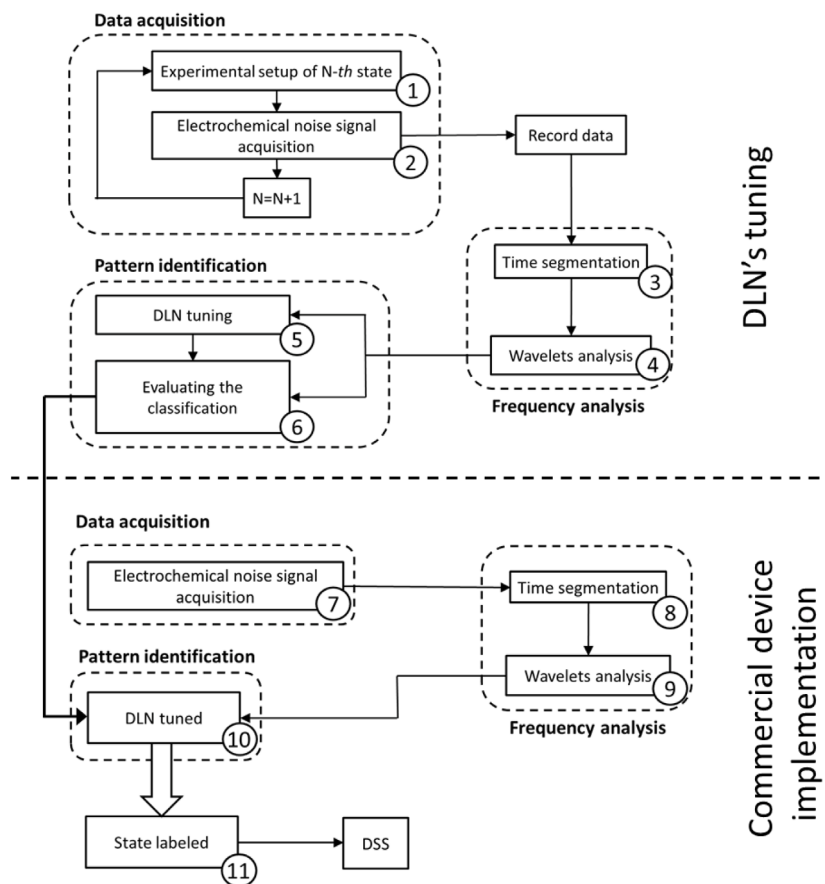 Data acquisition
Experimental setup of N-th state
1
Electrochemical noise signal
acquisition
2
Record data
N=N+1
DLN's tuning
Time segmentation
3
Wavelets analysis
4
Frequency analysis
Pattern identification
DLN tuning
5
Evaluating the
classification
6
Data acquisition
Electrochemical noise signal
acquisition
7
Time segmentation
8
Wavelets analysis
9
Frequency analysis
Commercial device
implementation
Pattern identification
DLN tuned
10
State labeled
11
DSS